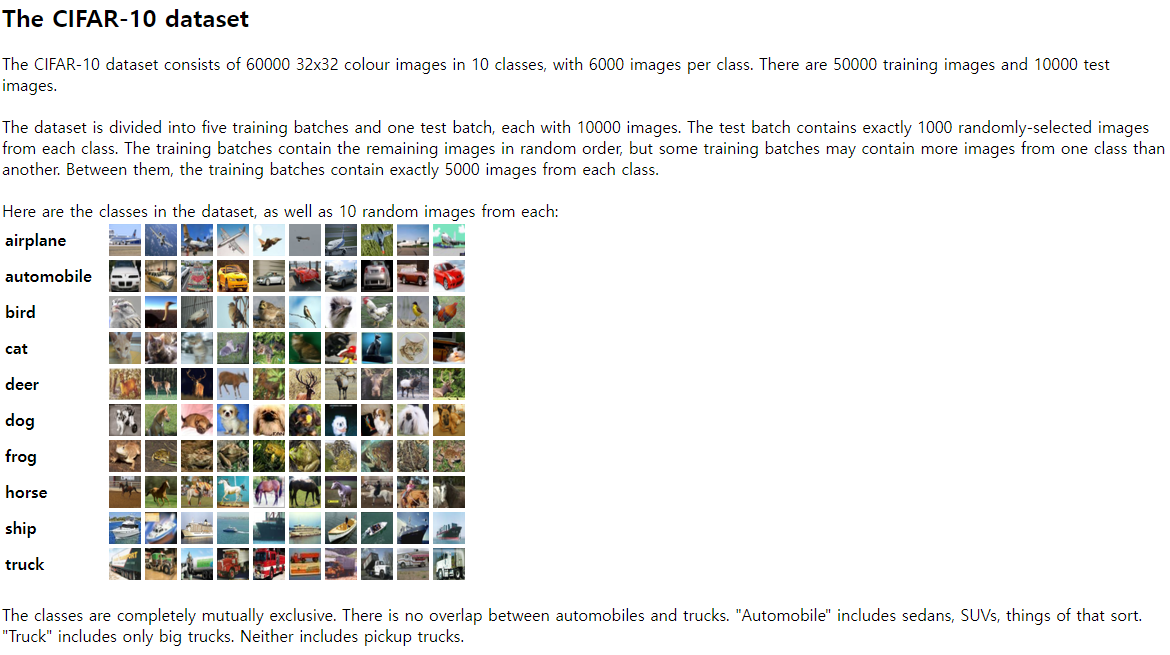 The CIFAR-10 dataset
The CIFAR-10 dataset consists of 60000 32x32 colour images in 10 classes, with 6000 images per class. There are 50000 training images and 10000 test
images.
The dataset is divided into five training batches and one test batch, each with 10000 images. The test batch contains exactly 1000 randomly-selected images
from each class. The training batches contain the remaining images in random order, but some training batches may contain more images from one class than
another. Between them, the training batches contain exactly 5000 images from each class.
Here are the classes in the dataset, as well as 10 random images from each:
airplane
automobile
bird
cat
deer
dog
frog
horse
ship
truck
The classes are completely mutually exclusive. There is no overlap between automobiles and trucks. "Automobile" includes sedans, SUVs, things of that sort.
"Truck" includes only big trucks. Neither includes pickup trucks.